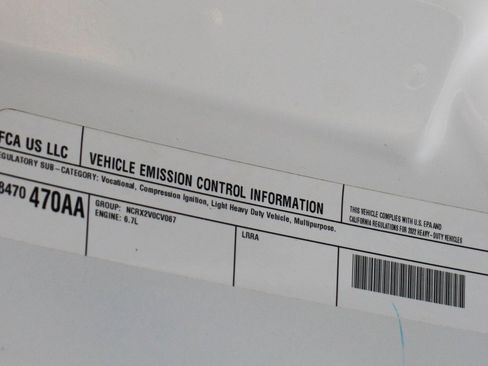 FCA US LLC
VEHICLE EMISSION CONTROL INFORMATION
EGULATORY SUB-CATEGORY: Vocational, Compression Ignition, Light Heavy Duty Vehicle, Multipurpose.
THIS VEHICLE COMPLIES WITH U.S. EPA AND
CALIFORNIA REGULATIONS FOR 2022 HEAVY-DUTY VEHICLES
8470 470AA
GROUP: NCRX2VOCV067
ENGINE: 6.7L
LRRA